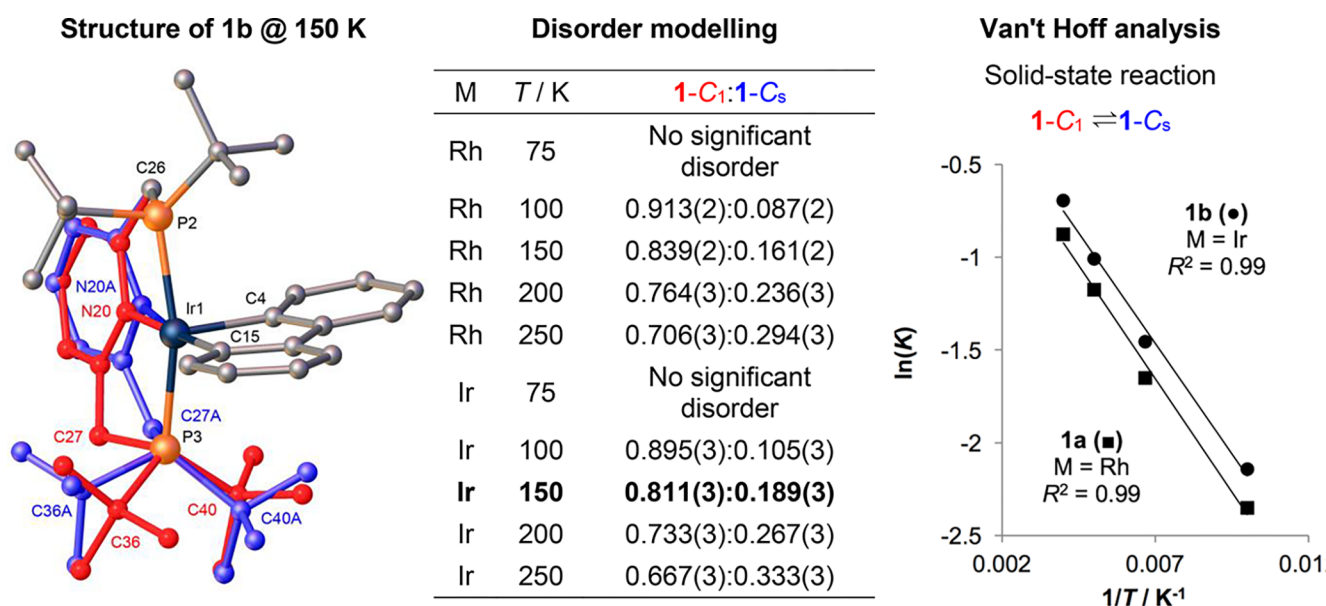 Structure of 1b @ 150 K
C26
P2
N20A
N20
Ir1
C4
C15
C27A
C27
P3
C36A
C36
C40
C40A
Disorder modelling
M T / K 1-C1:1-Cs
Rh 75 No significant
disorder
Rh 100 0.913(2):0.087(2)
Rh 150 0.839(2):0.161(2)
Rh 200 0.764(3):0.236(3)
Rh 250 0.706(3):0.294(3)
Ir 75 No significant
disorder
Ir 100 0.895(3):0.105(3)
Ir 150 0.811(3):0.189(3)
Ir 200 0.733(3):0.267(3)
Ir 250 0.667(3):0.333(3)
Van't Hoff analysis
Solid-state reaction
1-C1 ⇌ 1-Cs
-0.5
-1
-1.5
-2
-2.5
ln(K)
1b (●)
M = Ir
R² = 0.99
1a (■)
M = Rh
R² = 0.99
0.002 0.007 0.01
1/T / K⁻¹